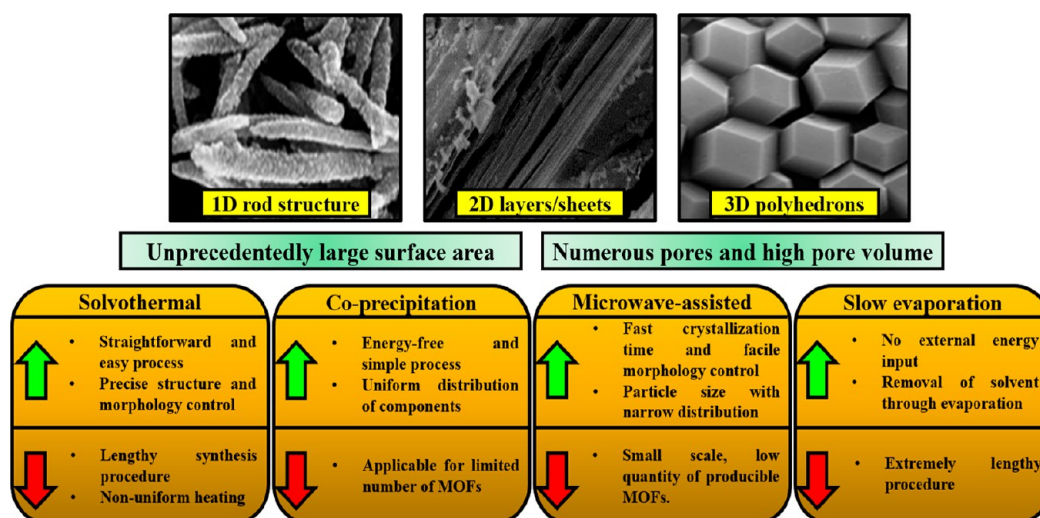 1D rod structure
2D layers/sheets
3D polyhedrons
Unprecedentedly large surface area
Numerous pores and high pore volume
Solvothermal
• Straightforward and
easy process
• Precise structure and
morphology control
• Lengthy synthesis
procedure
• Non-uniform heating
Co-precipitation
• Energy-free and
simple process
• Uniform distribution
of components
• Applicable for limited
number of MOFs
Microwave-assisted
• Fast crystallization
time and facile
morphology control
• Particle size with
narrow distribution
• Small scale, low
quantity of producible
MOFs.
Slow evaporation
• No external energy
input
• Removal of solvent
through evaporation
• Extremely lengthy
procedure